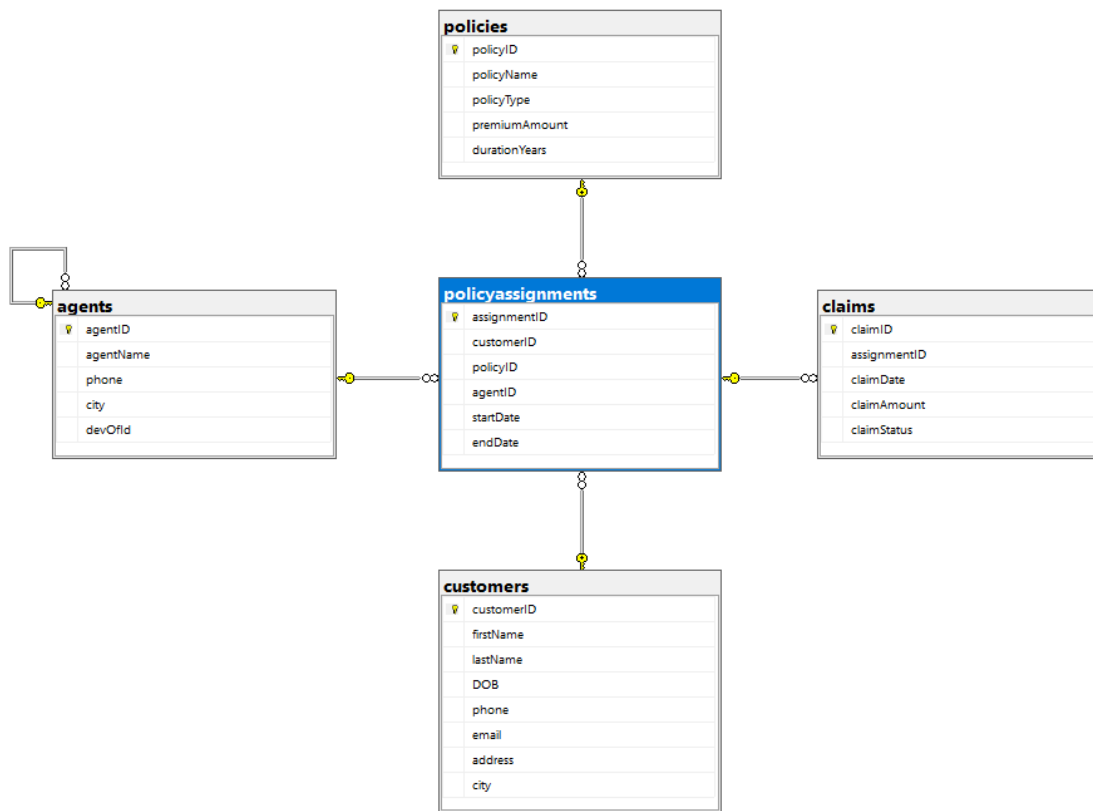 policies
policyID
policyName
policyType
premiumAmount
durationYears
agents
agentID
agentName
phone
city
devOfId
policyassignments
assignmentID
customerID
policyID
agentID
startDate
endDate
claims
claimID
assignmentID
claimDate
claimAmount
claimStatus
customers
customerID
firstName
lastName
DOB
phone
email
address
city